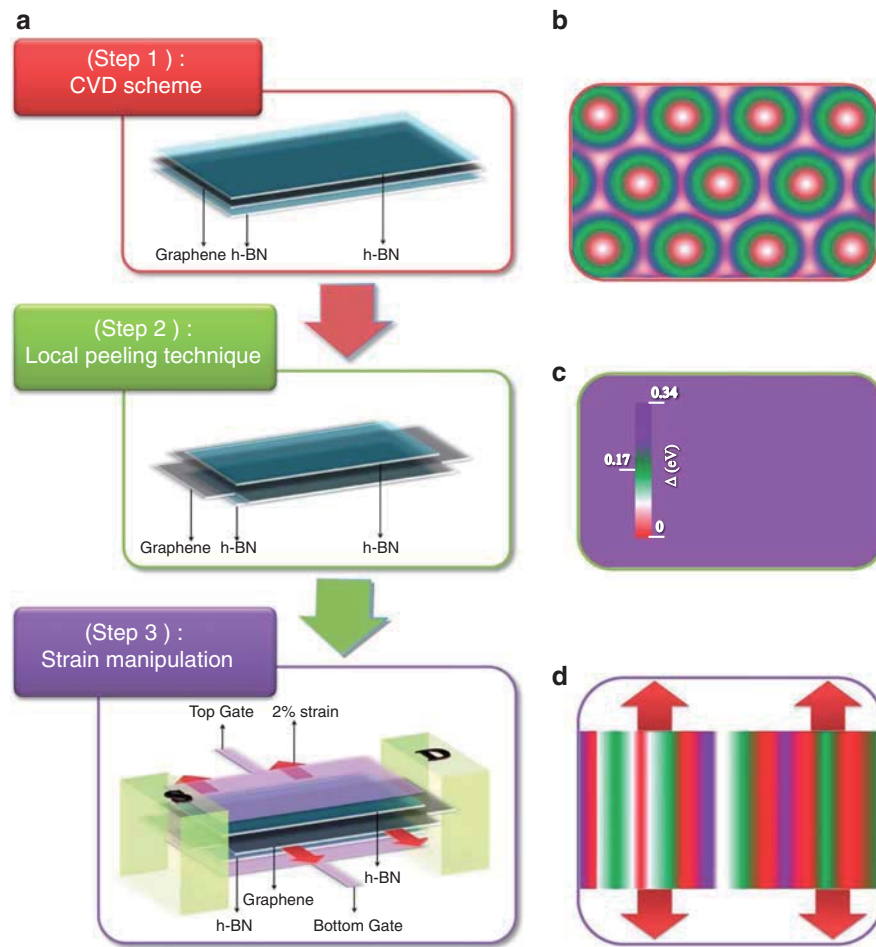 a
(Step 1 ) :
CVD scheme
Graphene h-BN
h-BN
(Step 2 ) :
Local peeling technique
Graphene
h-BN
h-BN
(Step 3 ) :
Strain manipulation
Top Gate
2% strain
S
D
h-BN
Graphene
h-BN
Bottom Gate
b
c
0.34
0.17
0
Δ (eV)
d